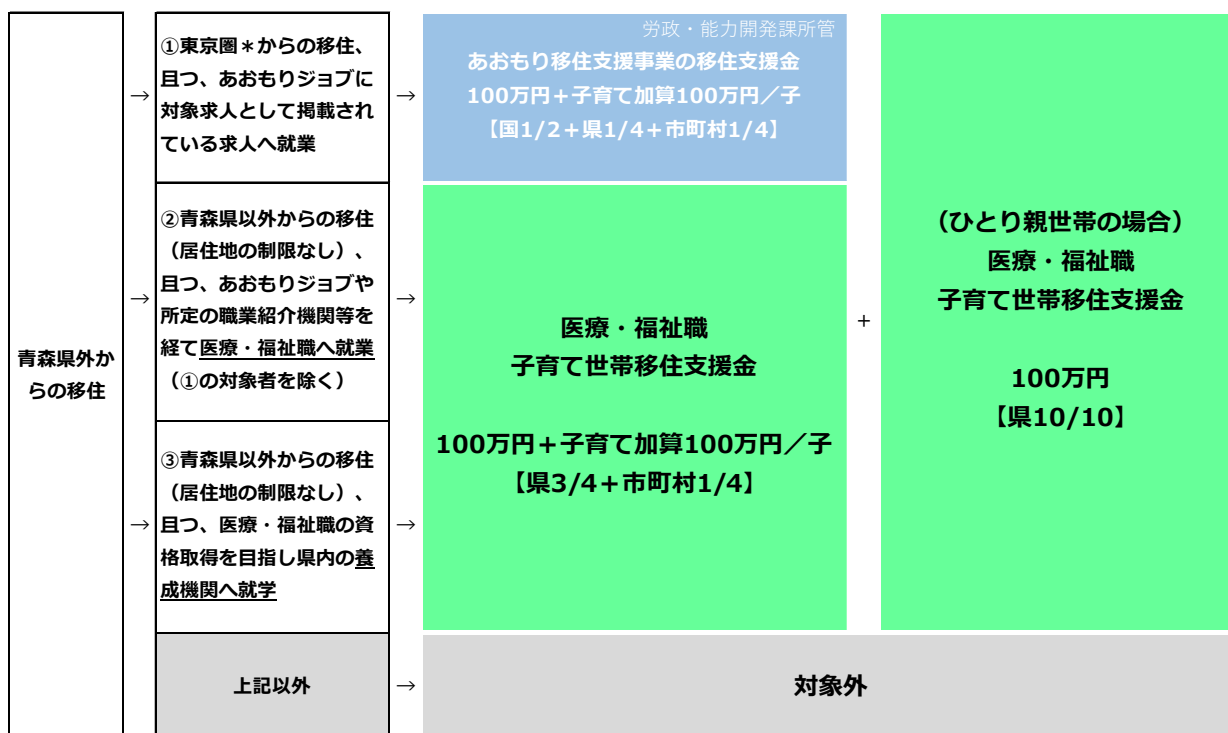 青森県外か
らの移住
→
①東京圏＊からの移住、
且つ、あおもりジョブに
対象求人として掲載され
ている求人へ就業
→
労政・能力開発課所管
あおもり移住支援事業の移住支援金
100万円＋子育て加算100万円／子
【国1/2＋県1/4＋市町村1/4】
→
②青森県以外からの移住
（居住地の制限なし）、
且つ、あおもりジョブや
所定の職業紹介機関等を
経て医療・福祉職へ就業
（①の対象者を除く）
→
→
③青森県以外からの移住
（居住地の制限なし）、
且つ、医療・福祉職の資
格取得を目指し県内の養
成機関へ就学
→
医療・福祉職
子育て世帯移住支援金
100万円＋子育て加算100万円／子
【県3/4＋市町村1/4】
+
（ひとり親世帯の場合）
医療・福祉職
子育て世帯移住支援金
100万円
【県10/10】
上記以外
→
対象外